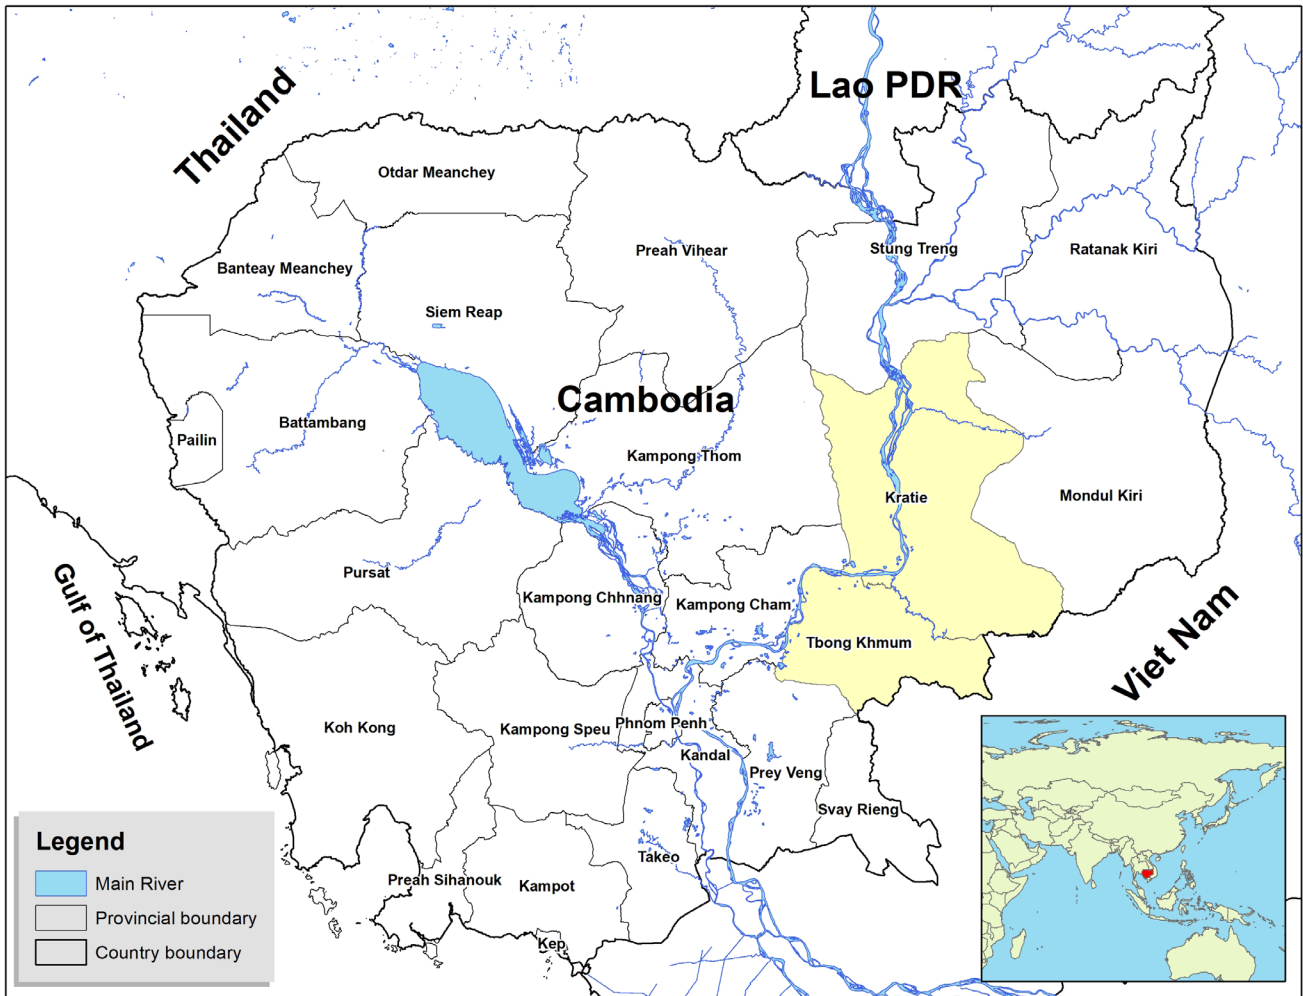 Lao PDR
Thailand
Otdar Meanchey
Preah Vihear
Stung Treng
Ratanak Kiri
Banteay Meanchey
Siem Reap
Cambodia
Battambang
Pailin
Kampong Thom
Kratie
Mondul Kiri
Pursat
Kampong Chhnang
Kampong Cham
Tbong Khmum
Gulf of Thailand
Viet Nam
Koh Kong
Kampong Speu
Phnom Penh
Kandal
Prey Veng
Svay Rieng
Takeo
Preah Sihanouk
Kampot
Kep
Legend
Main River
Provincial boundary
Country boundary